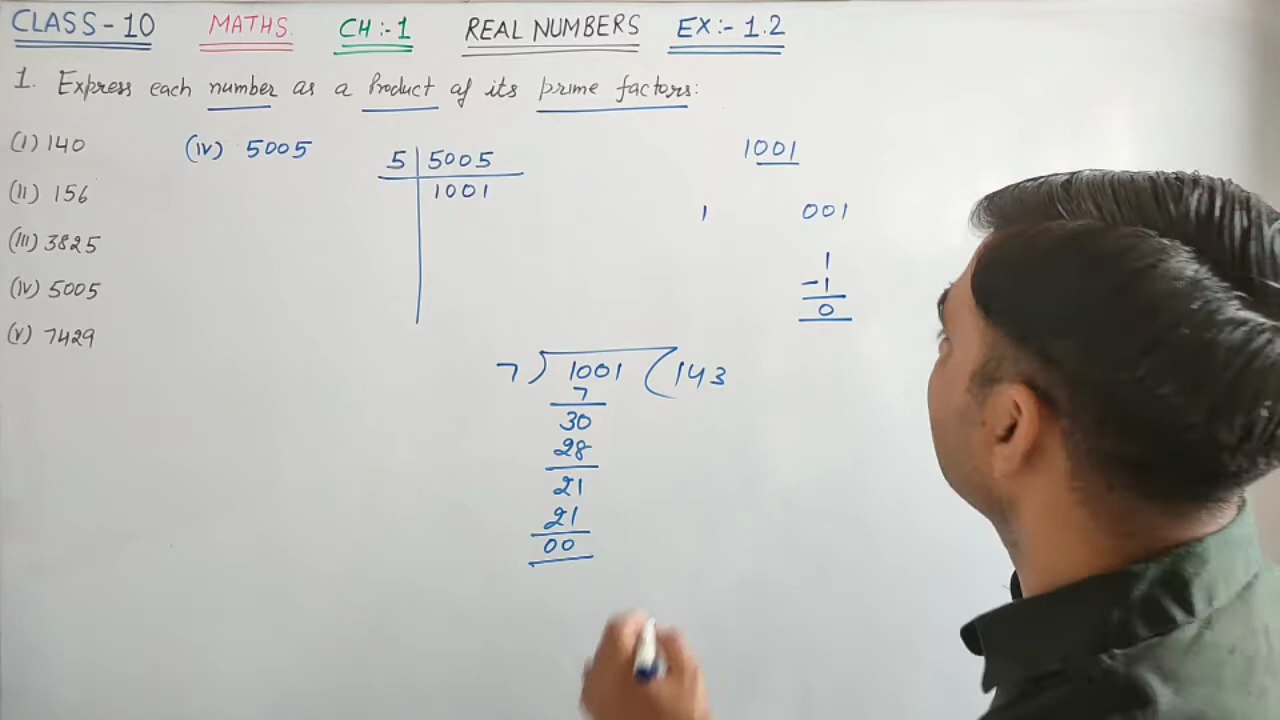 CLASS - 10 MATHS. CH :- 1 REAL NUMBERS EX :- 1.2
1. Express each number as a Product of its prime factors:
(I) 140
(II) 156
(III) 3825
(IV) 5005
(V) 7429
(IV) 5005
5 | 5005
1001
1001
1 001
1
-1
0
7 ) 1001 ( 143
7
30
28
21
21
00